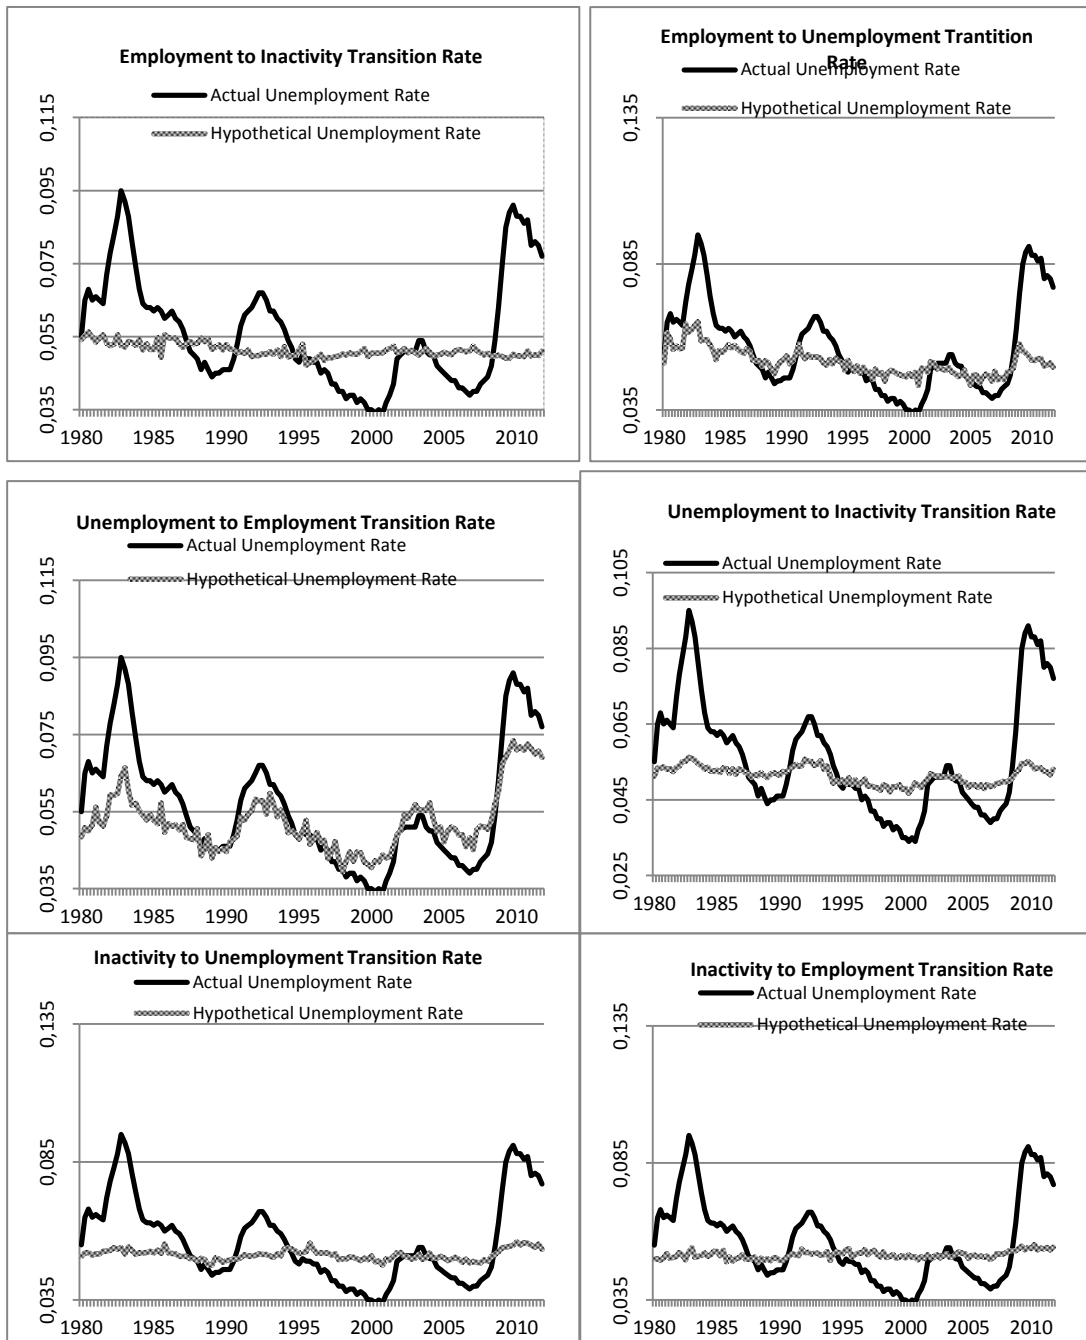 Employment to Inactivity Transition Rate
Actual Unemployment Rate
Hypothetical Unemployment Rate
0,115
0,095
0,075
0,055
0,035
1980 1985 1990 1995 2000 2005 2010
Employment to Unemployment Trantition
Rate
Actual Unemployment Rate
Hypothetical Unemployment Rate
0,135
0,085
0,035
1980 1985 1990 1995 2000 2005 2010
Unemployment to Employment Transition Rate
Actual Unemployment Rate
Hypothetical Unemployment Rate
0,115
0,095
0,075
0,055
0,035
1980 1985 1990 1995 2000 2005 2010
Unemployment to Inactivity Transition Rate
Actual Unemployment Rate
Hypothetical Unemployment Rate
0,105
0,085
0,065
0,045
0,025
1980 1985 1990 1995 2000 2005 2010
Inactivity to Unemployment Transition Rate
Actual Unemployment Rate
Hypothetical Unemployment Rate
0,135
0,085
0,035
1980 1985 1990 1995 2000 2005 2010
Inactivity to Employment Transition Rate
Actual Unemployment Rate
Hypothetical Unemployment Rate
0,135
0,085
0,035
1980 1985 1990 1995 2000 2005 2010